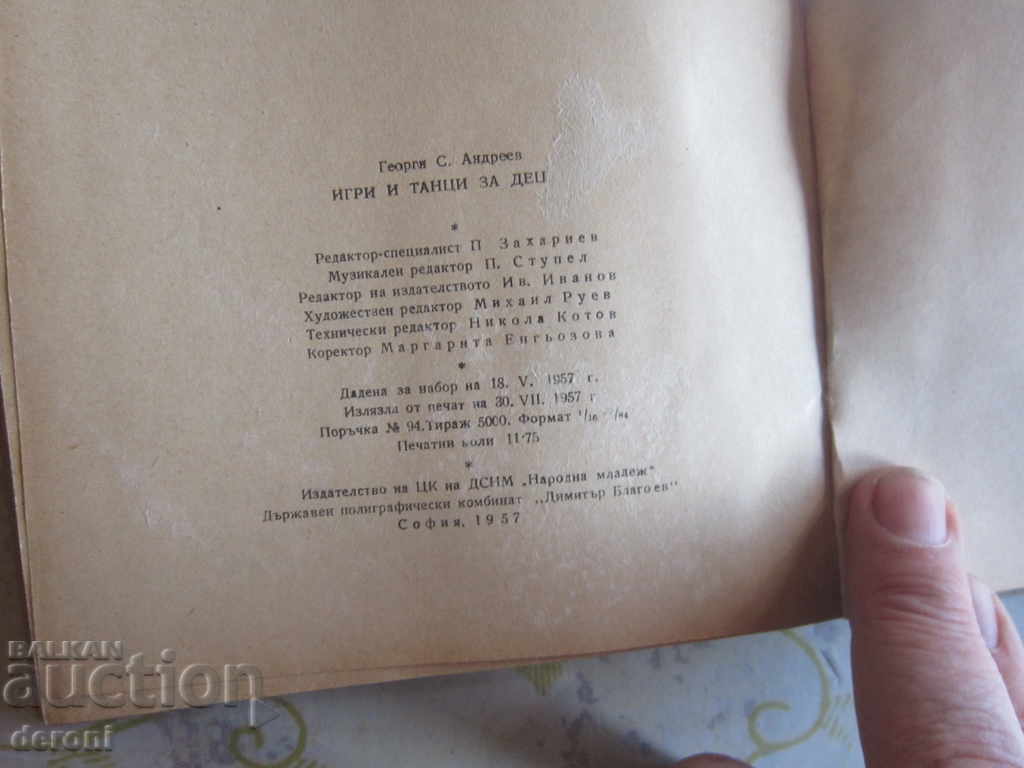 Георги С. Андреев
ИГРИ И ТАНЦИ ЗА ДЕЦ
*
Редактор-специалист П Захариев
Музикален редактор П. Ступел
Редактор на издателството Ив. Иванов
Художествен редактор Михаил Руев
Технически редактор Никола Котов
Коректор Маргарита Енгьозова
*
Дадена за набор на 18. V. 1957 г.
Излязла от печат на 30. VII. 1957 г
Поръчка № 94. Тираж 5000. Формат
Печатни коли 11·75
*
Издателство на ЦК на ДСНМ „Народна младеж“
Държавен полиграфически комбинат „Димитър Благоев“
София, 1957
BALKAN
auction
deroni